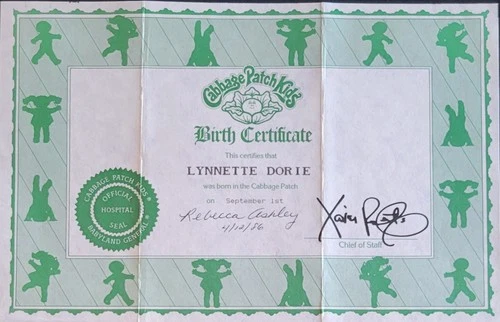 Cabbage Patch Kids
Birth Certificate
This certifies that
LYNNETTE DORIE
was born in the Cabbage Patch
on September 1st
Rebecca Ashley
4/12/86
Chief of Staff
CABBAGE PATCH KIDS
OFFICIAL
HOSPITAL
SEAL
BABYLAND GENERAL